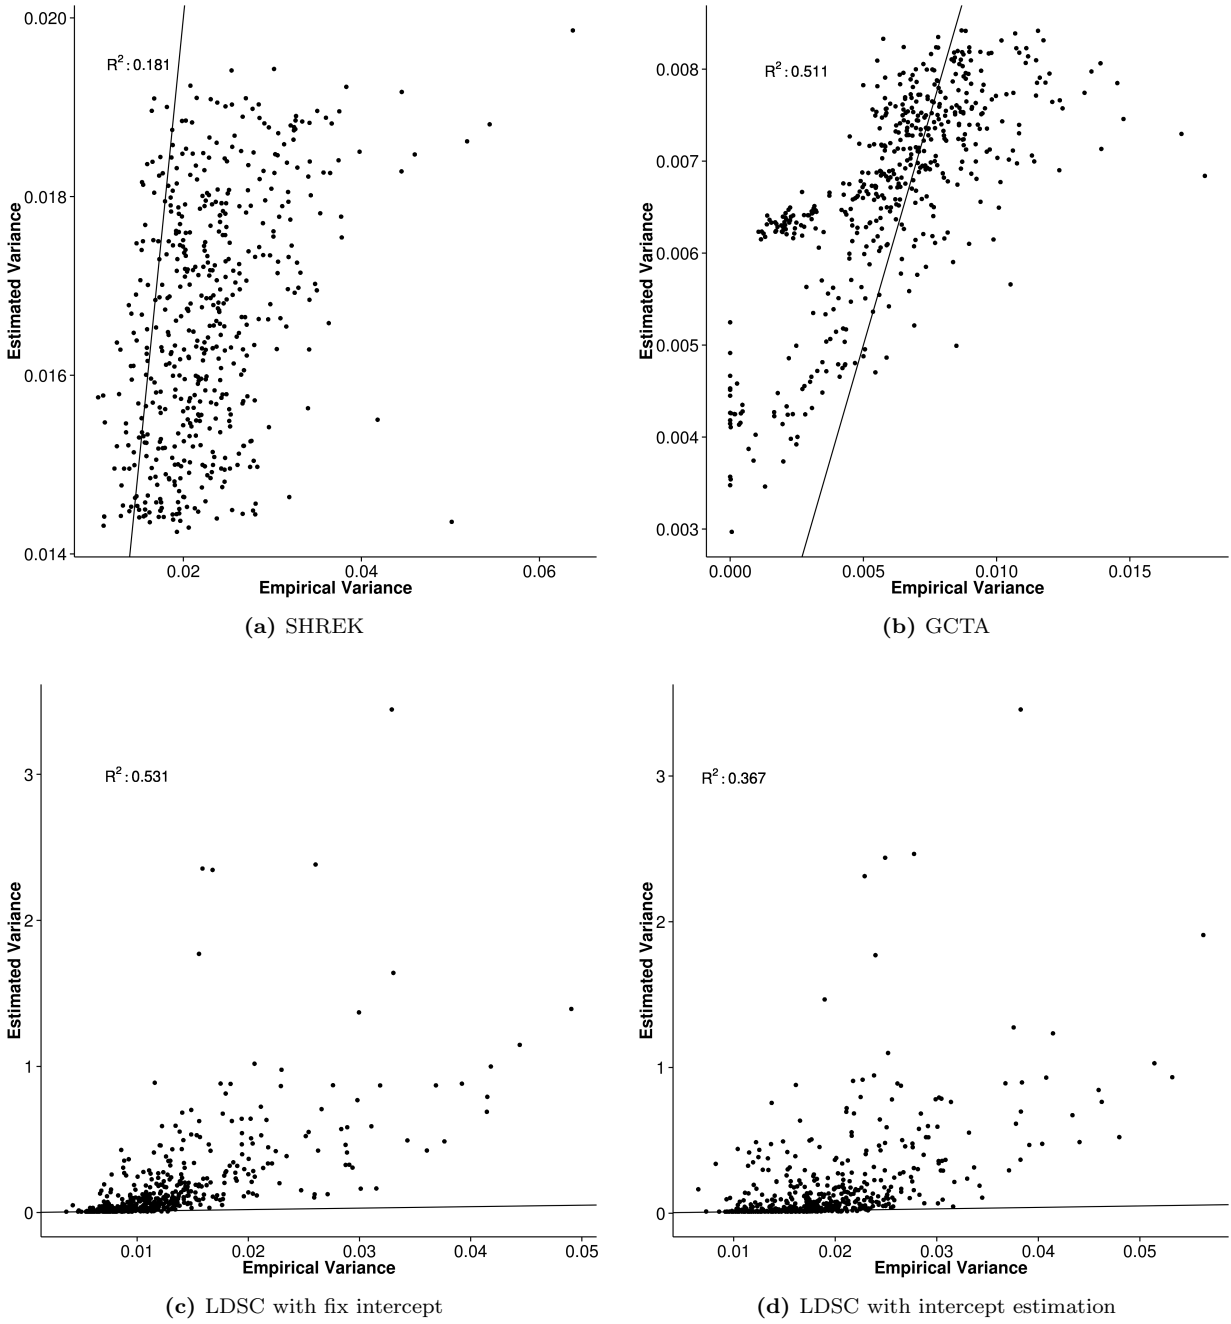 0.020
0.018
0.016
0.014
Estimated Variance
R²:0.181
0.02
0.04
0.06
Empirical Variance
(a) SHREK
0.008
0.007
0.006
0.005
0.004
0.003
Estimated Variance
R²:0.511
0.000
0.005
0.010
0.015
Empirical Variance
(b) GCTA
3
2
1
0
Estimated Variance
R²:0.531
0.01
0.02
0.03
0.04
0.05
Empirical Variance
(c) LDSC with fix intercept
3
2
1
0
Estimated Variance
R²:0.367
0.01
0.02
0.03
0.04
0.05
Empirical Variance
(d) LDSC with intercept estimation